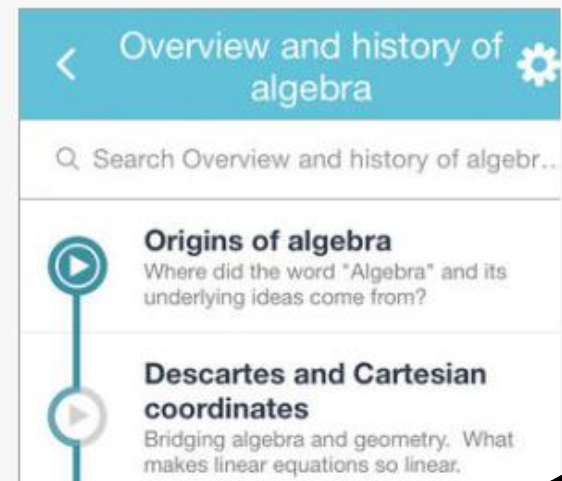 Overview and history of
algebra
Search Overview and history of algebr...
Origins of algebra
Where did the word "Algebra" and its
underlying ideas come from?
Descartes and Cartesian
coordinates
Bridging algebra and geometry. What
makes linear equations so linear.